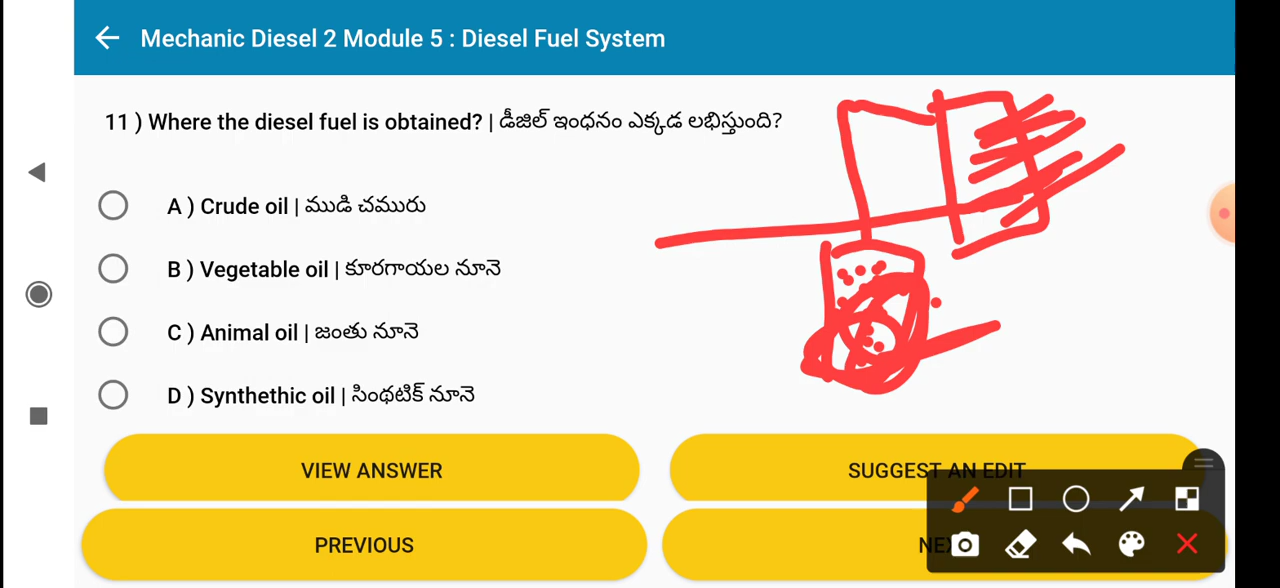 Mechanic Diesel 2 Module 5 : Diesel Fuel System
11 ) Where the diesel fuel is obtained? | డీజిల్ ఇంధనం ఎక్కడ లభిస్తుంది?
A ) Crude oil | ముడి చమురు
B ) Vegetable oil | కూరగాయల నూనె
C ) Animal oil | జంతు నూనె
D ) Synthethic oil | సింథటిక్ నూనె
VIEW ANSWER SUGGEST AN EDIT
PREVIOUS